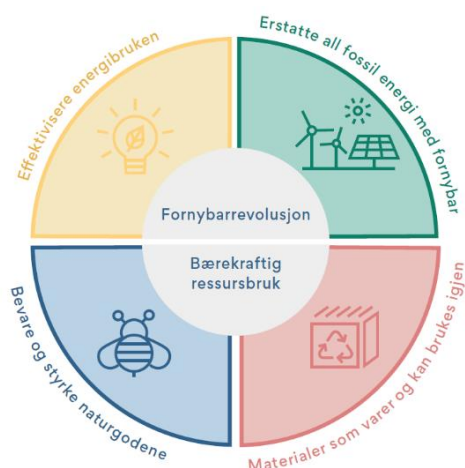 Effektivisere energibruken
Erstatte all fossil energi med fornybar
Fornybarrevolusjon
Bærekraftig
ressursbruk
Bevare og styrke naturgodene
Materialer som varer og kan brukes igjen